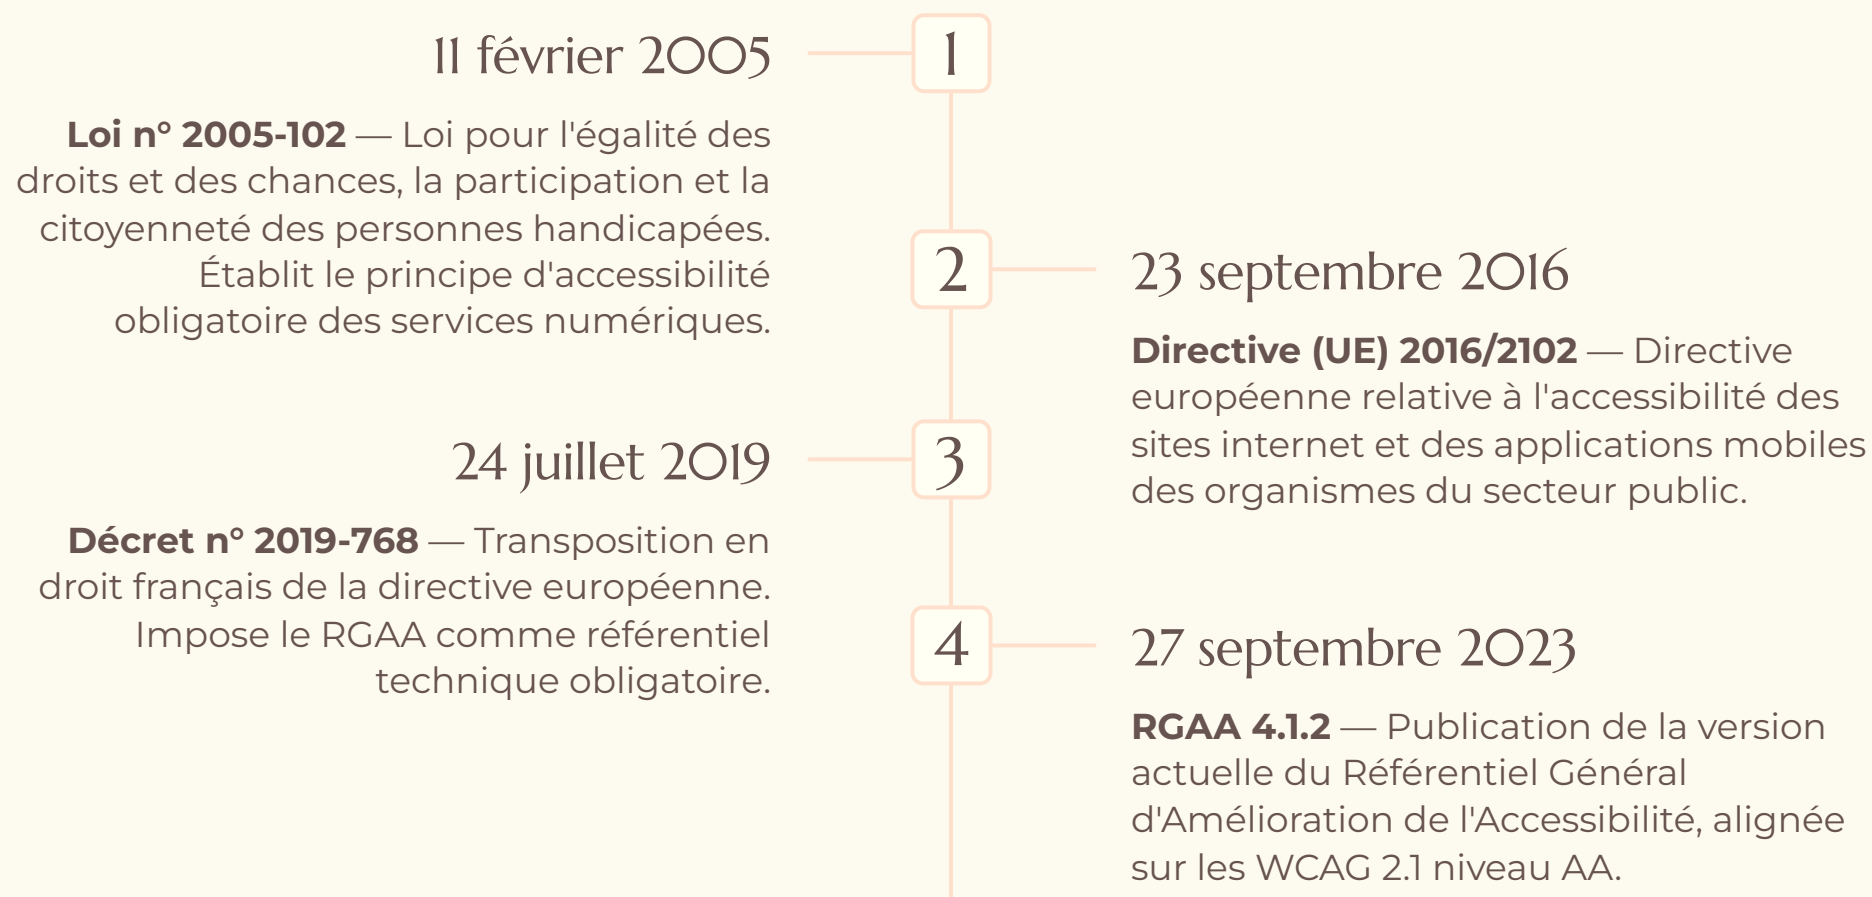 11 février 2005
1
Loi n° 2005-102 — Loi pour l'égalité des
droits et des chances, la participation et la
citoyenneté des personnes handicapées.
Établit le principe d'accessibilité
obligatoire des services numériques.
2
23 septembre 2016
Directive (UE) 2016/2102 — Directive
européenne relative à l'accessibilité des
sites internet et des applications mobiles
des organismes du secteur public.
24 juillet 2019
3
Décret n° 2019-768 — Transposition en
droit français de la directive européenne.
Impose le RGAA comme référentiel
technique obligatoire.
4
27 septembre 2023
RGAA 4.1.2 — Publication de la version
actuelle du Référentiel Général
d'Amélioration de l'Accessibilité, alignée
sur les WCAG 2.1 niveau AA.